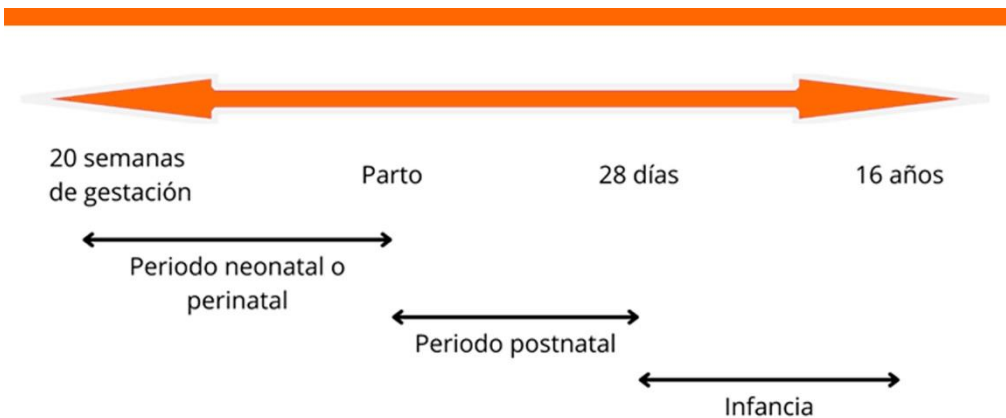 20 semanas
de gestación
Parto
28 días
16 años
Periodo neonatal o
perinatal
Periodo postnatal
Infancia